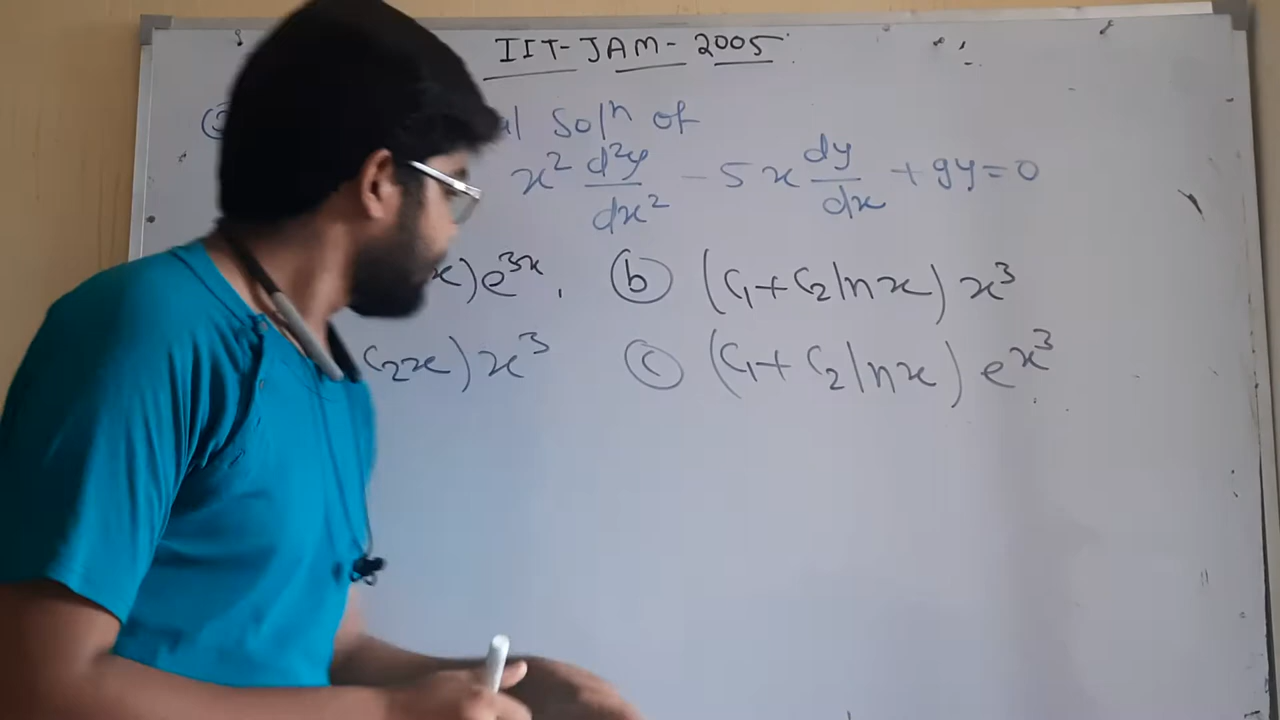 IIT-JAM-2005
Solⁿ of
x² d²y/dx² - 5x dy/dx + 9y = 0
x)e³ˣ, (b) (C₁+C₂lnx) x³
C₂x)x³ (c) (C₁+C₂lnx) eˣ³